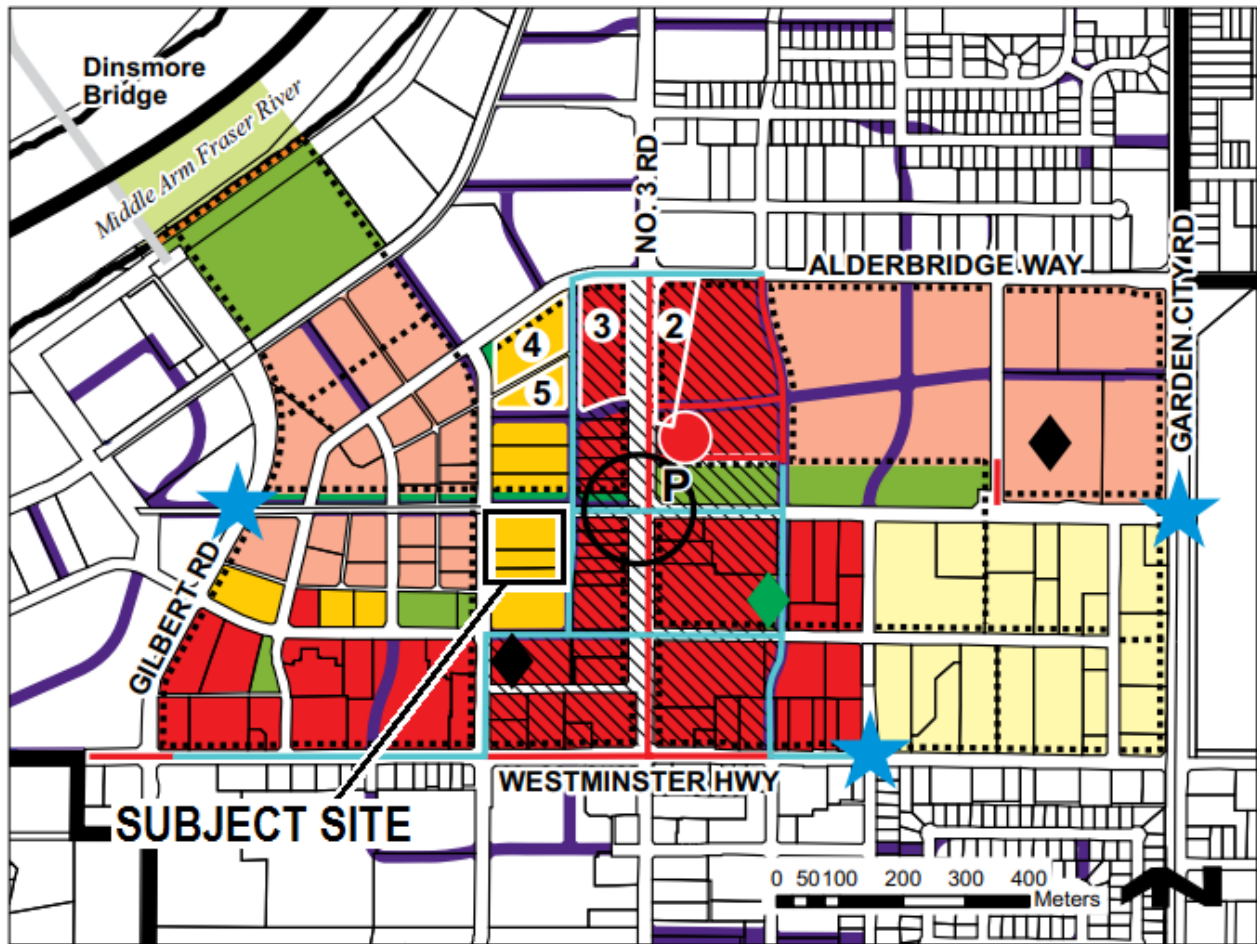 Dinsmore
Bridge
Middle Arm Fraser River
NO. 3 RD
ALDERBRIDGE WAY
GARDEN CITY RD
4
3
2
5
P
GILBERT RD
WESTMINSTER HWY
SUBJECT SITE
0 50 100 200 300 400
Meters